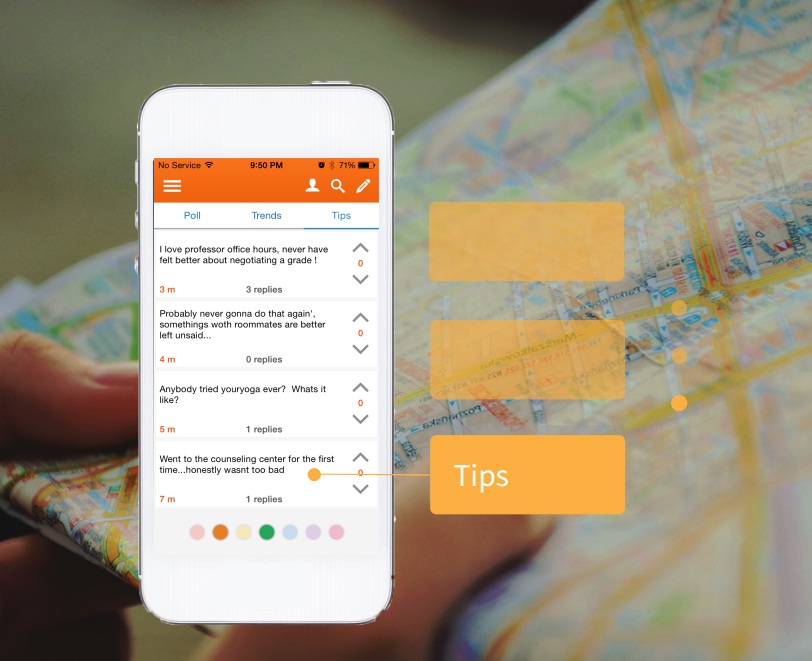 No Service 9:50 PM 71%
Poll Trends Tips
I love professor office hours, never have
felt better about negotiating a grade !
0
3 m 3 replies
Probably never gonna do that again',
somethings woth roommates are better
left unsaid...
0
4 m 0 replies
Anybody tried youryoga ever? Whats it
like?
0
5 m 1 replies
Went to the counseling center for the first
time...honestly wasnt too bad
0
7 m 1 replies
Tips
Marszałkowska
Poznańska